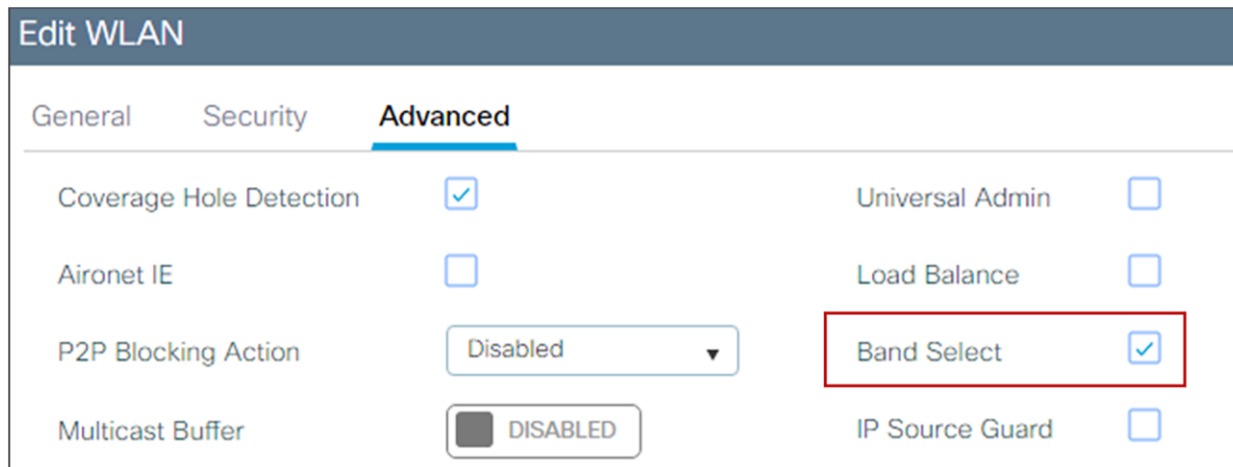 Edit WLAN
General Security Advanced
Coverage Hole Detection Universal Admin
Aironet IE Load Balance
P2P Blocking Action Disabled Band Select
Multicast Buffer DISABLED IP Source Guard